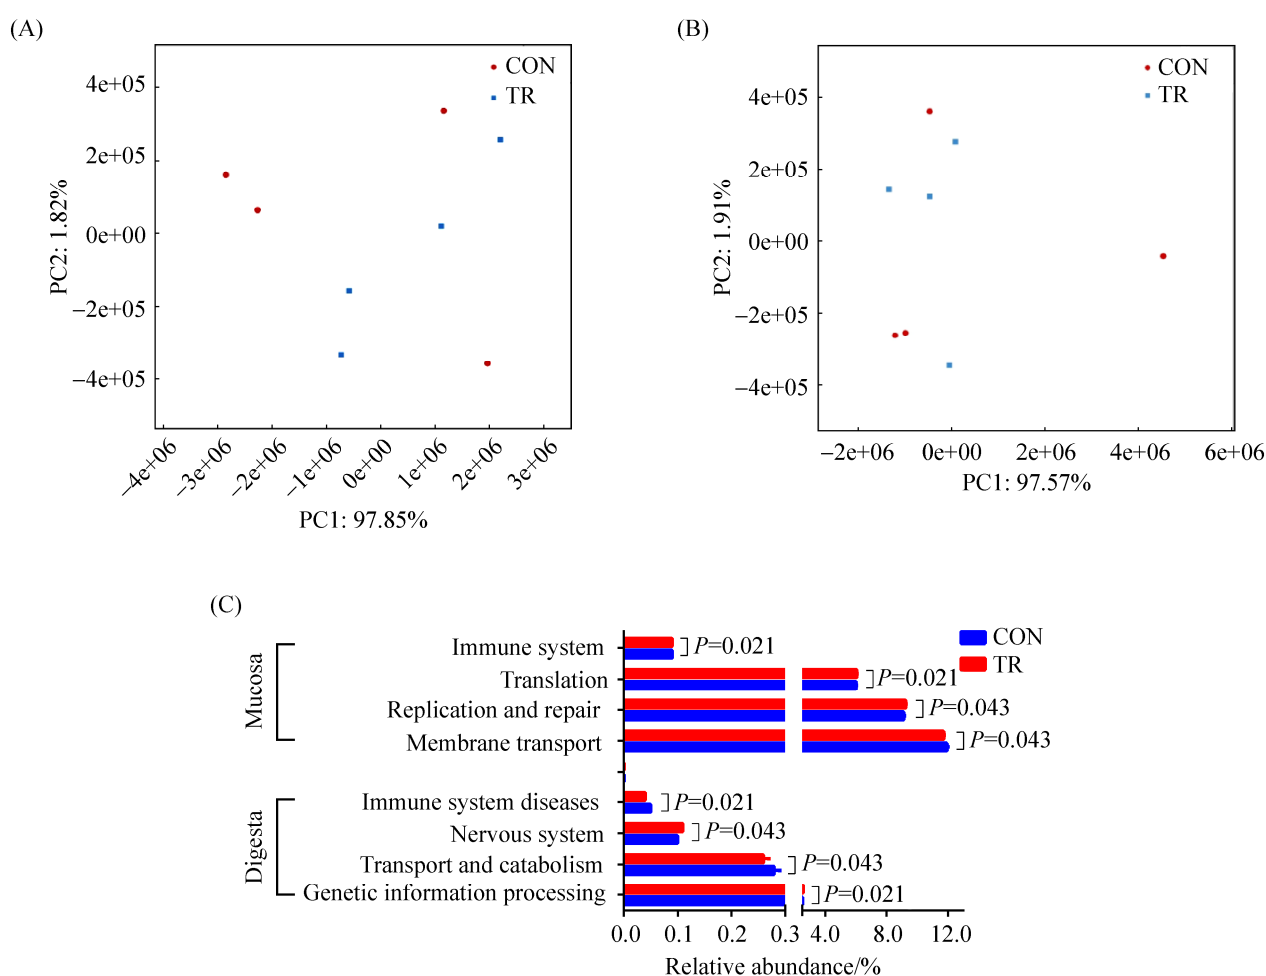 (A)
CON
TR
4e+05
2e+05
0e+00
−2e+05
−4e+05
PC2: 1.82%
−4e+06
−3e+06
−2e+06
−1e+06
0e+00
1e+06
2e+06
3e+06
PC1: 97.85%
(B)
CON
TR
4e+05
2e+05
0e+00
−2e+05
−4e+05
PC2: 1.91%
−2e+06
0e+00
2e+06
4e+06
6e+06
PC1: 97.57%
(C)
CON
TR
Mucosa
Immune system
P=0.021
Translation
P=0.021
Replication and repair
P=0.043
Membrane transport
P=0.043
Digesta
Immune system diseases
P=0.021
Nervous system
P=0.043
Transport and catabolism
P=0.043
Genetic information processing
P=0.021
0.0 0.1 0.2 0.3 4.0 8.0 12.0
Relative abundance/%